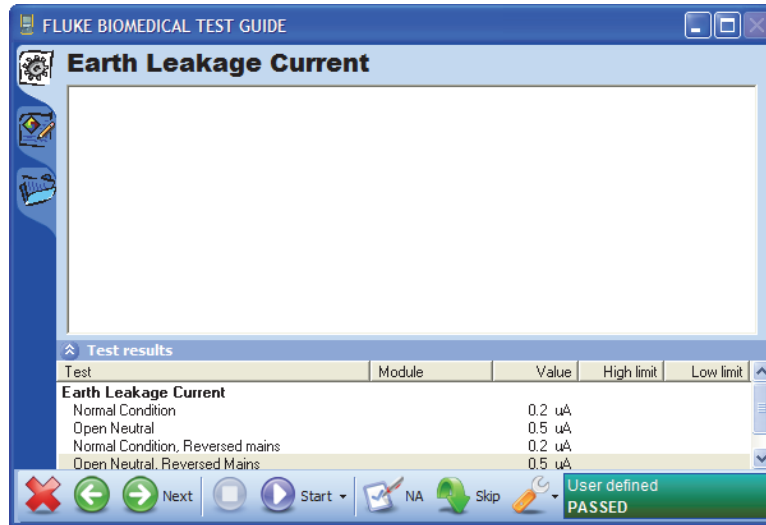 FLUKE BIOMEDICAL TEST GUIDE
Earth Leakage Current
Test results
Test Module Value High limit Low limit
Earth Leakage Current
Normal Condition 0.2 uA
Open Neutral 0.5 uA
Normal Condition, Reversed mains 0.2 uA
Open Neutral, Reversed Mains 0.5 uA
Next Start NA Skip User defined
PASSED